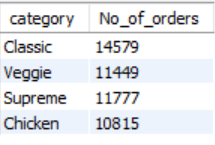 category No_of_orders
Classic 14579
Veggie 11449
Supreme 11777
Chicken 10815